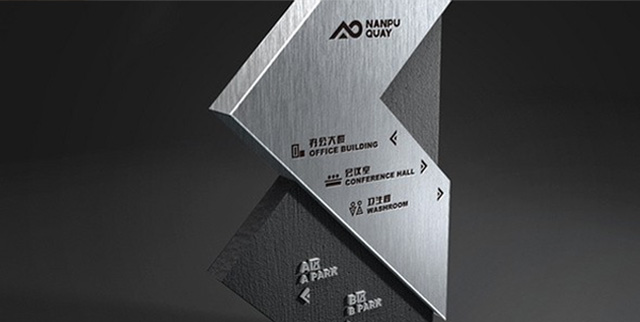 NANPU
QUAY
办公大楼
OFFICE BUILDING
会议室
CONFERENCE HALL
卫生间
WASHROOM
A区
A PARK
B区
B PARK